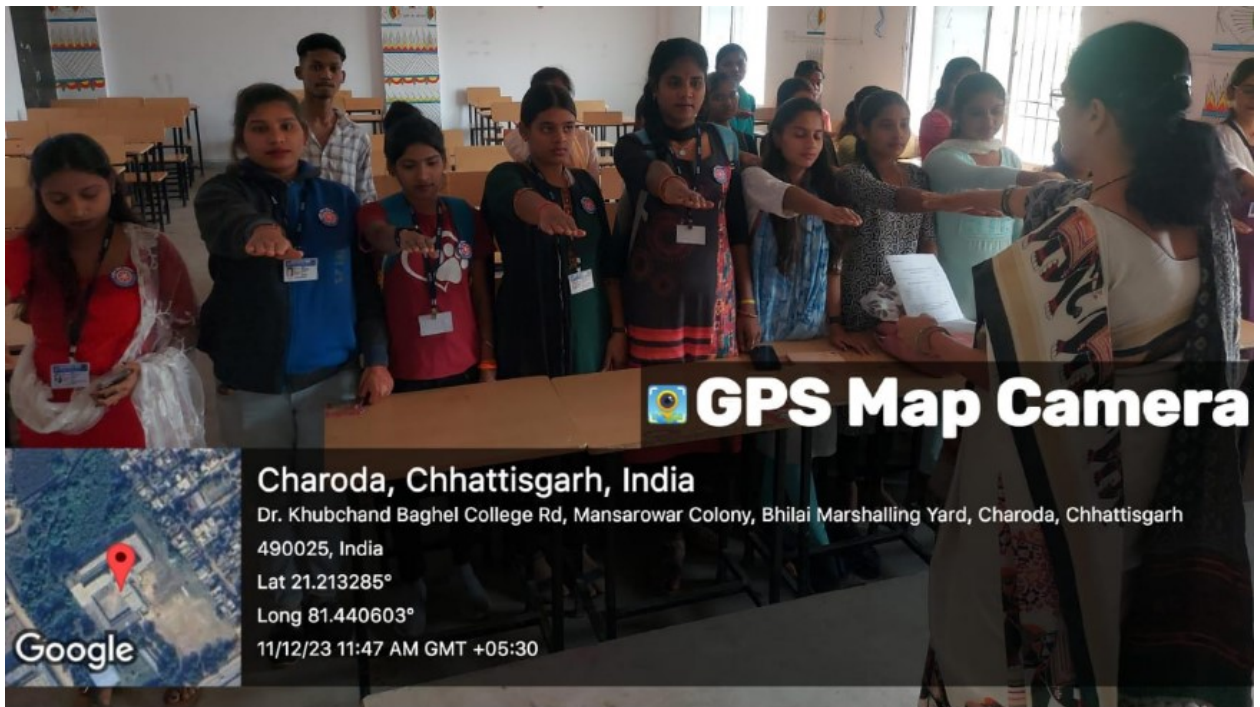 GPS Map Camera
Charoda, Chhattisgarh, India
Dr. Khubchand Baghel College Rd, Mansarowar Colony, Bhilai Marshalling Yard, Charoda, Chhattisgarh
490025, India
Lat 21.213285°
Long 81.440603°
11/12/23 11:47 AM GMT +05:30
Google